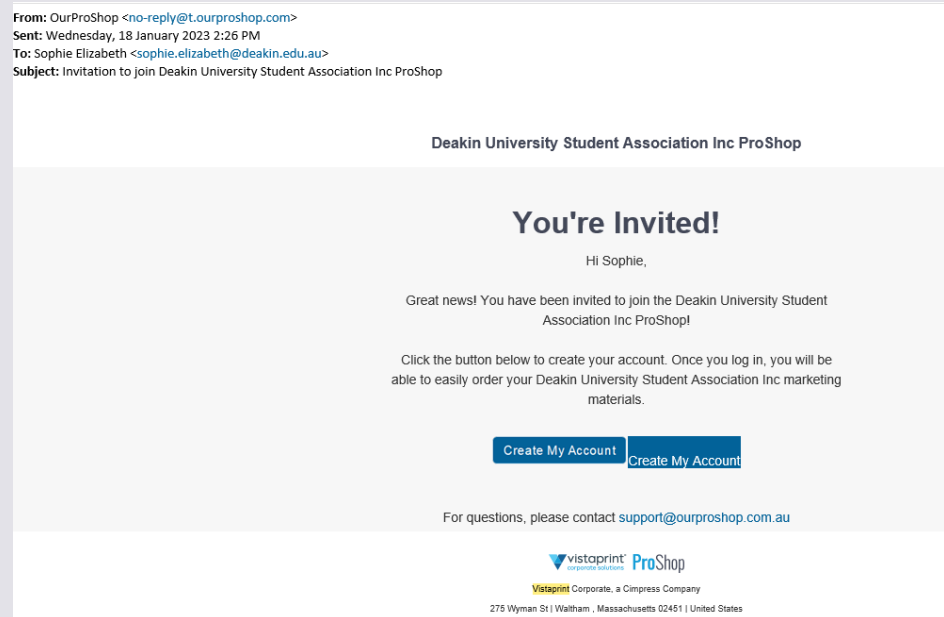 From: OurProShop <no-reply@t.ourproshop.com>
Sent: Wednesday, 18 January 2023 2:26 PM
To: Sophie Elizabeth <sophie.elizabeth@deakin.edu.au>
Subject: Invitation to join Deakin University Student Association Inc ProShop
Deakin University Student Association Inc ProShop
You're Invited!
Hi Sophie,
Great news! You have been invited to join the Deakin University Student
Association Inc ProShop!
Click the button below to create your account. Once you log in, you will be
able to easily order your Deakin University Student Association Inc marketing
materials.
Create My Account Create My Account
For questions, please contact support@ourproshop.com.au
vistaprint corporate solutions ProShop
Vistaprint Corporate, a Cimpress Company
275 Wyman St | Waltham , Massachusetts 02451 | United States